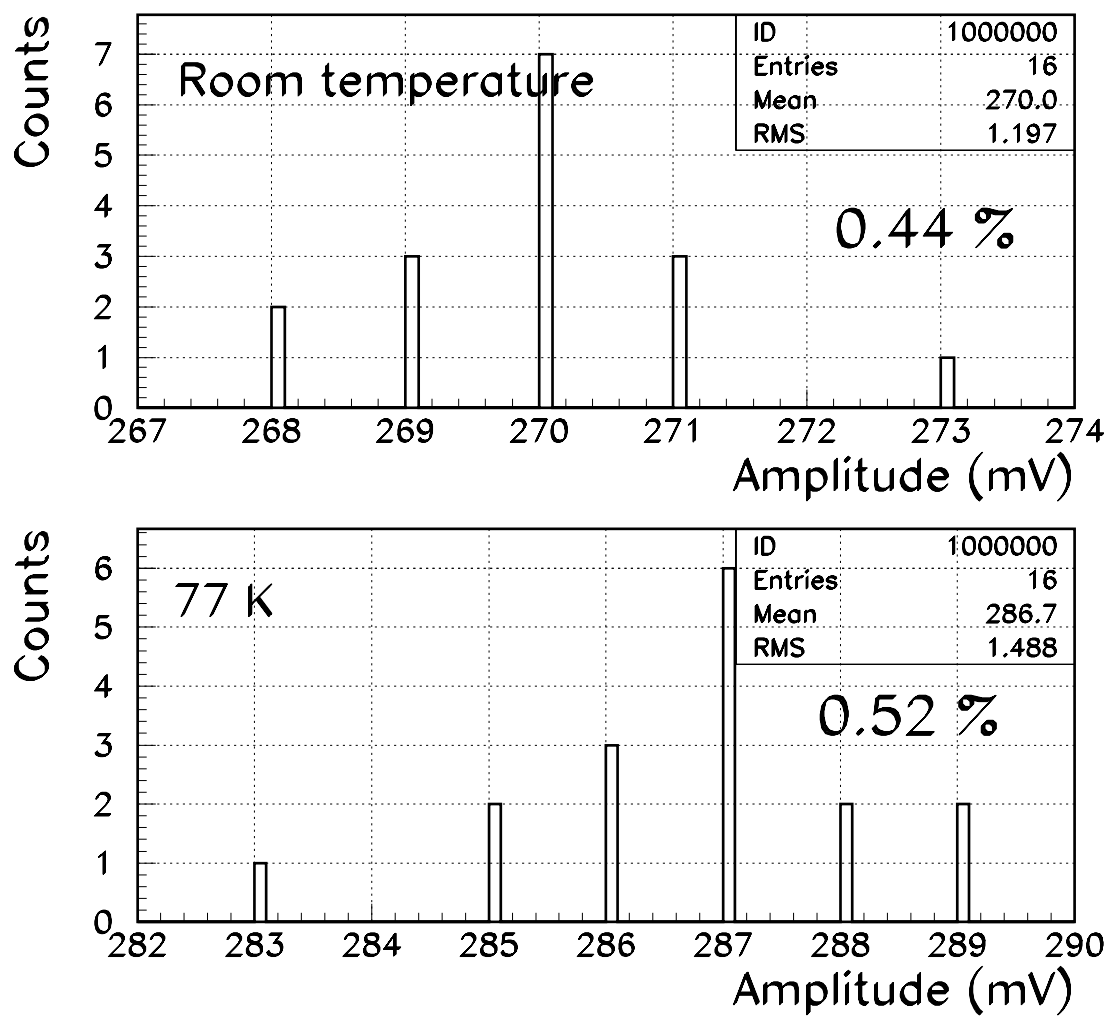 Counts
7
6
5
4
3
2
1
0
Room temperature
ID 1000000
Entries 16
Mean 270.0
RMS 1.197
0.44 %
267 268 269 270 271 272 273 274
Amplitude (mV)
Counts
6
5
4
3
2
1
0
77 K
ID 1000000
Entries 16
Mean 286.7
RMS 1.488
0.52 %
282 283 284 285 286 287 288 289 290
Amplitude (mV)